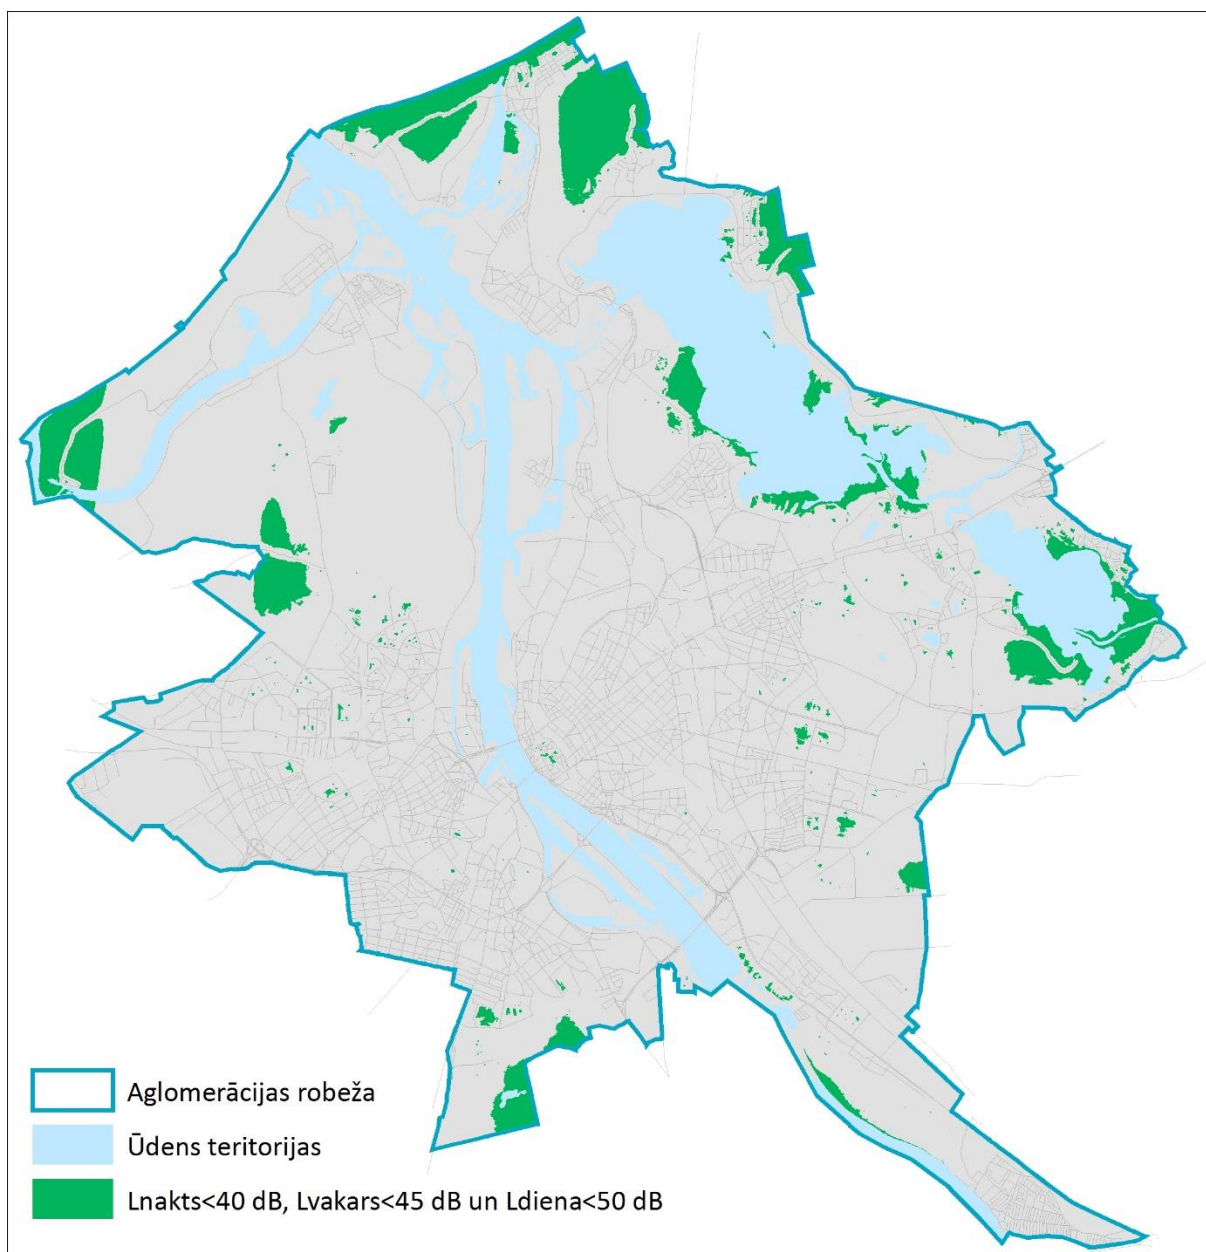 Aglomerācijas robeža
Ūdens teritorijas
Lnakts<40 dB, Lvakars<45 dB un Ldiena<50 dB